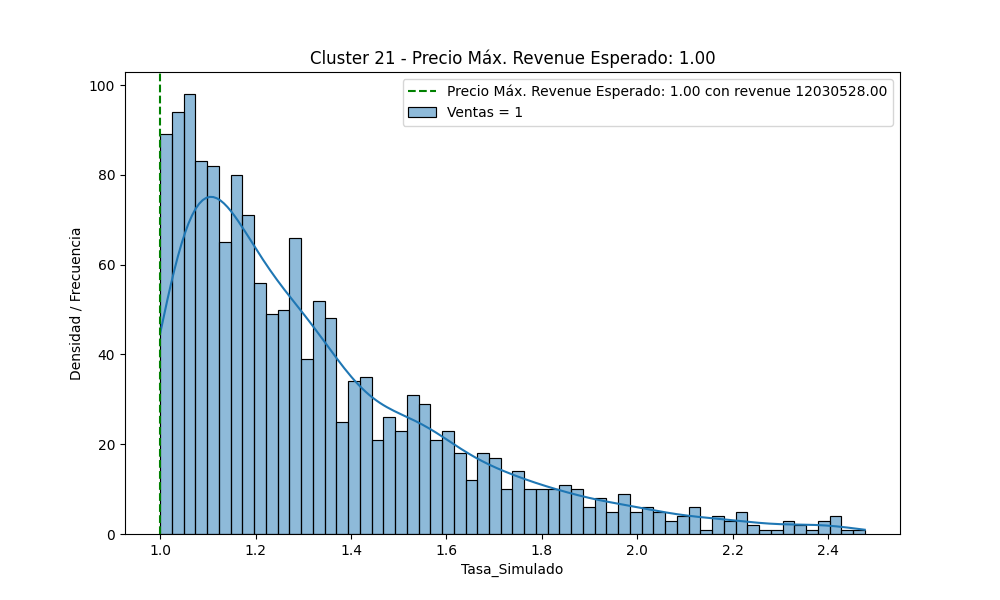 Cluster 21 - Precio Máx. Revenue Esperado: 1.00
Precio Máx. Revenue Esperado: 1.00 con revenue 12030528.00
Ventas = 1
Densidad / Frecuencia
100
80
60
40
20
0
1.0 1.2 1.4 1.6 1.8 2.0 2.2 2.4
Tasa_Simulado